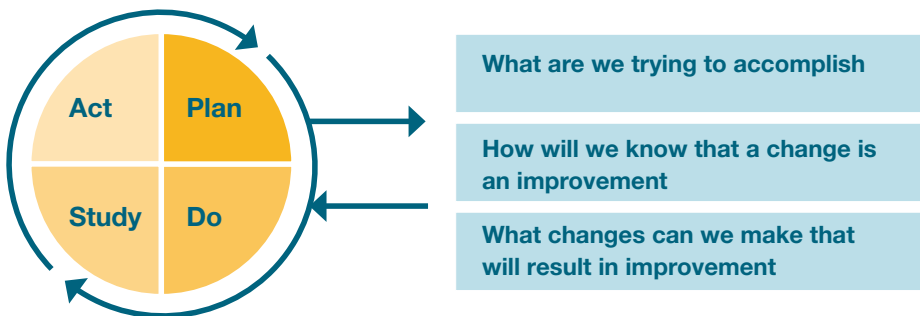 Act
Plan
Study
Do
What are we trying to accomplish
How will we know that a change is
an improvement
What changes can we make that
will result in improvement